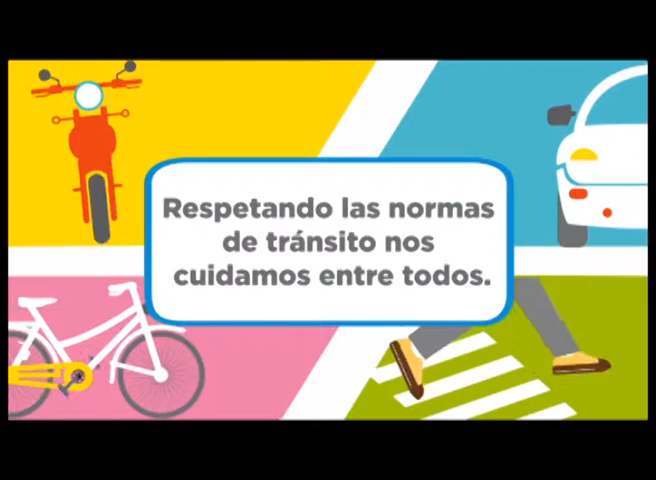 Respetando las normas
de tránsito nos
cuidamos entre todos.